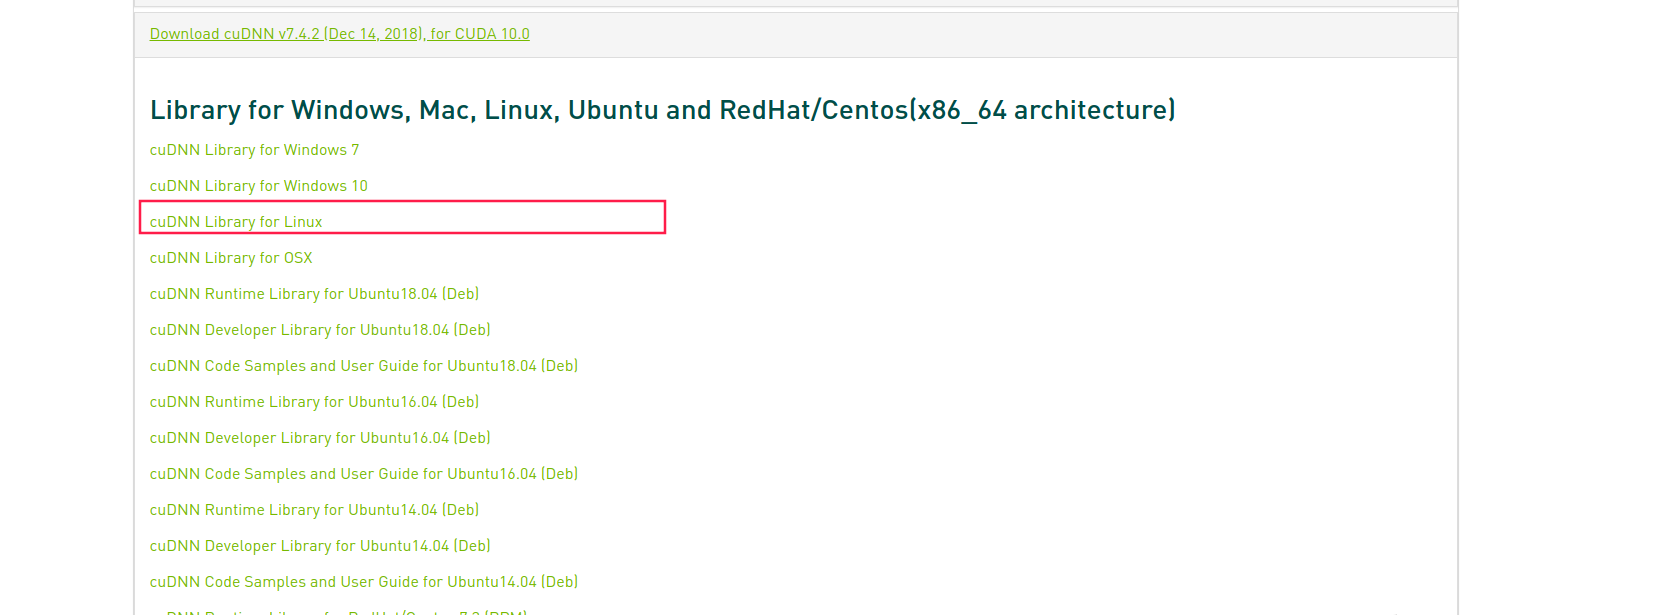 Download cuDNN v7.4.2 (Dec 14, 2018), for CUDA 10.0
Library for Windows, Mac, Linux, Ubuntu and RedHat/Centos(x86_64 architecture)
cuDNN Library for Windows 7
cuDNN Library for Windows 10
cuDNN Library for Linux
cuDNN Library for OSX
cuDNN Runtime Library for Ubuntu18.04 (Deb)
cuDNN Developer Library for Ubuntu18.04 (Deb)
cuDNN Code Samples and User Guide for Ubuntu18.04 (Deb)
cuDNN Runtime Library for Ubuntu16.04 (Deb)
cuDNN Developer Library for Ubuntu16.04 (Deb)
cuDNN Code Samples and User Guide for Ubuntu16.04 (Deb)
cuDNN Runtime Library for Ubuntu14.04 (Deb)
cuDNN Developer Library for Ubuntu14.04 (Deb)
cuDNN Code Samples and User Guide for Ubuntu14.04 (Deb)